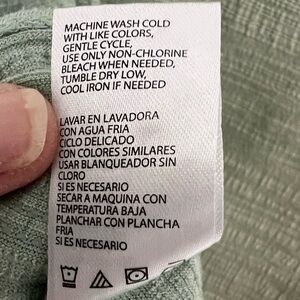 MACHINE WASH COLD
WITH LIKE COLORS,
GENTLE CYCLE,
USE ONLY NON-CHLORINE
BLEACH WHEN NEEDED,
TUMBLE DRY LOW,
COOL IRON IF NEEDED
LAVAR EN LAVADORA
CON AGUA FRIA
CICLO DELICADO
CON COLORES SIMILARES
USAR BLANQUEADOR SIN
CLORO
SI ES NECESARIO
SECAR A MAQUINA CON
TEMPERATURA BAJA
PLANCHAR CON PLANCHA
FRIA
SI ES NECESARIO